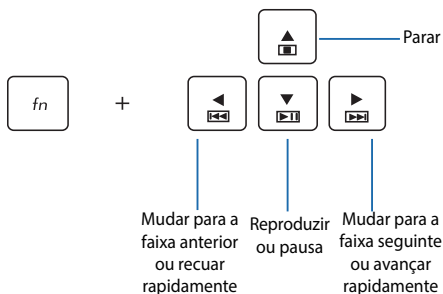 Parar
fn
+
Mudar para a
faixa anterior
ou recuar
rapidamente
Reproduzir
ou pausa
Mudar para a
faixa seguinte
ou avançar
rapidamente